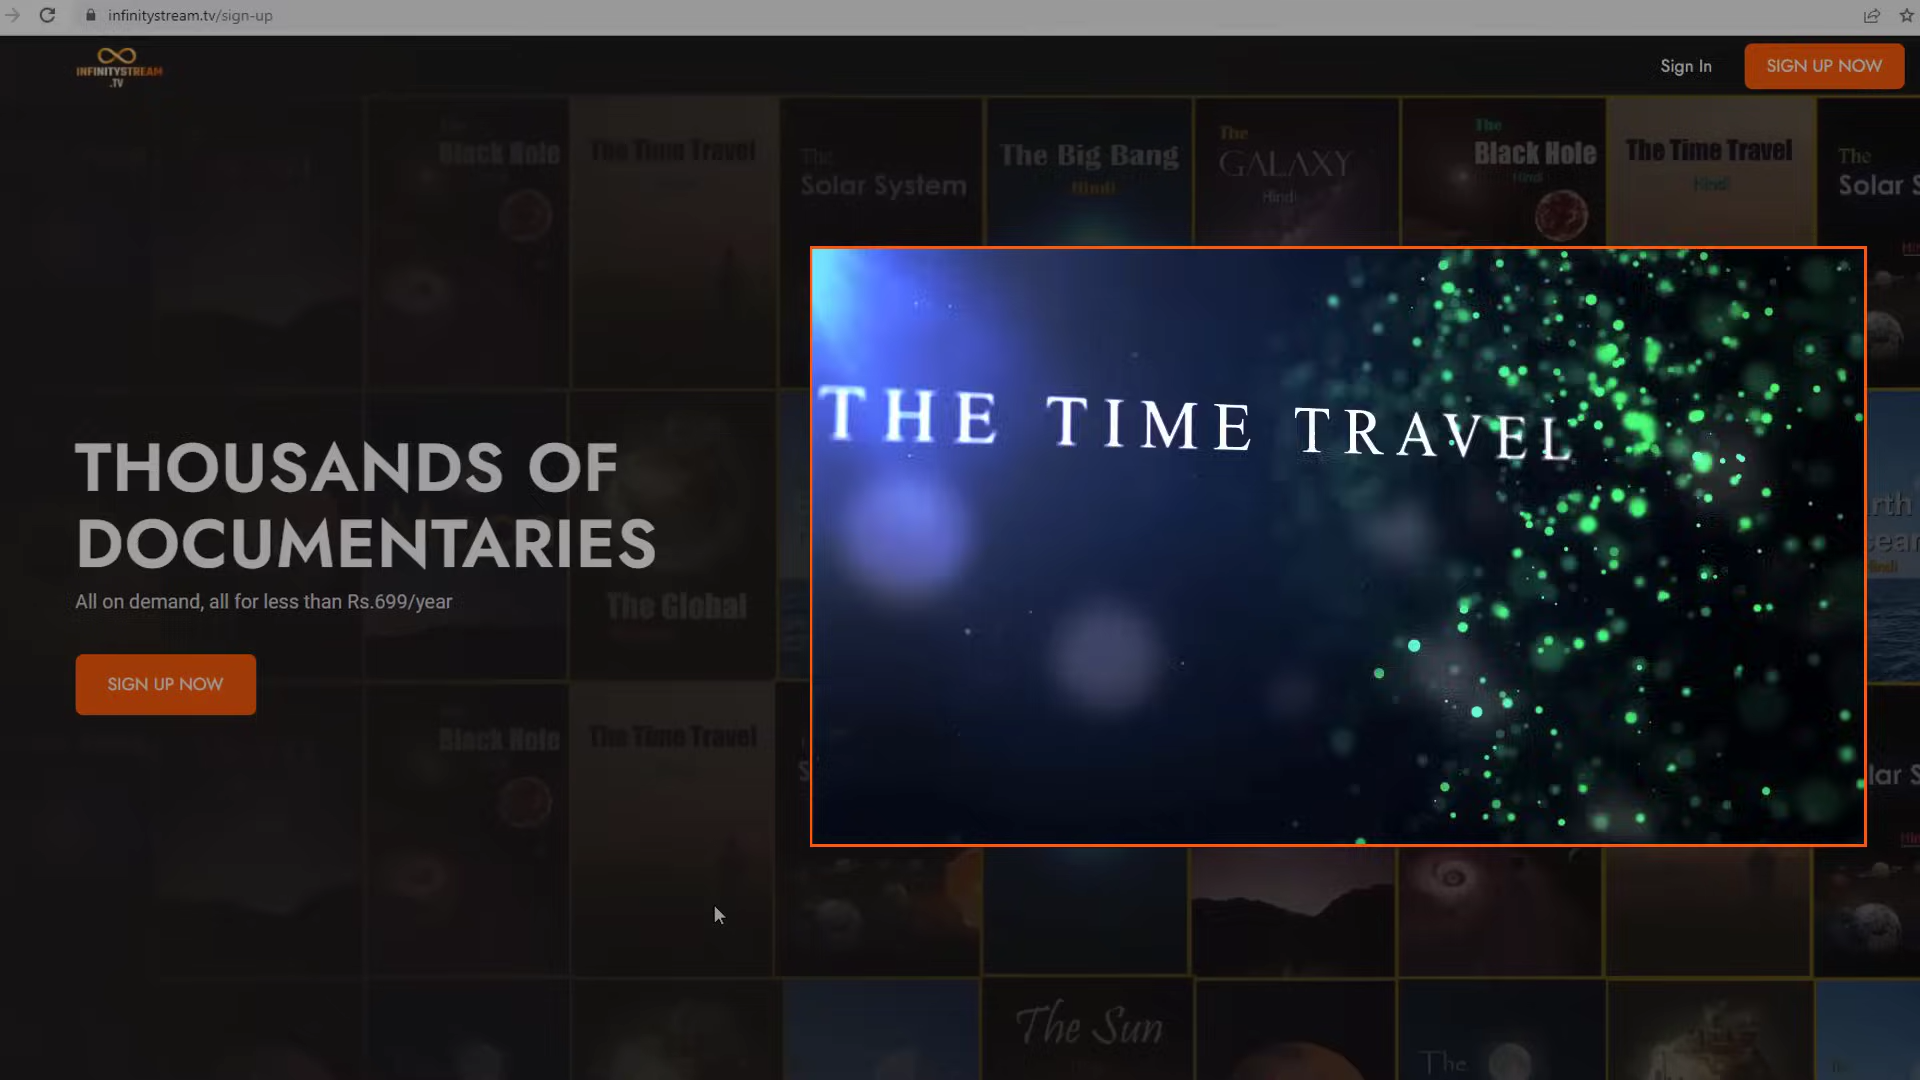 infinitystream.tv/sign-up
INFINITYSTREAM
.TV
Sign In
SIGN UP NOW
Black Hole
The Time Travel
The
Solar System
The Big Bang
Hindi
The
GALAXY
Hindi
The
Black Hole
Hindi
The Time Travel
Hindi
The
Solar S
THE TIME TRAVEL
THOUSANDS OF
DOCUMENTARIES
All on demand, all for less than Rs.699/year
SIGN UP NOW
The Global
rth
cean
Black Hole
The Time Travel
lar S
The Sun
The